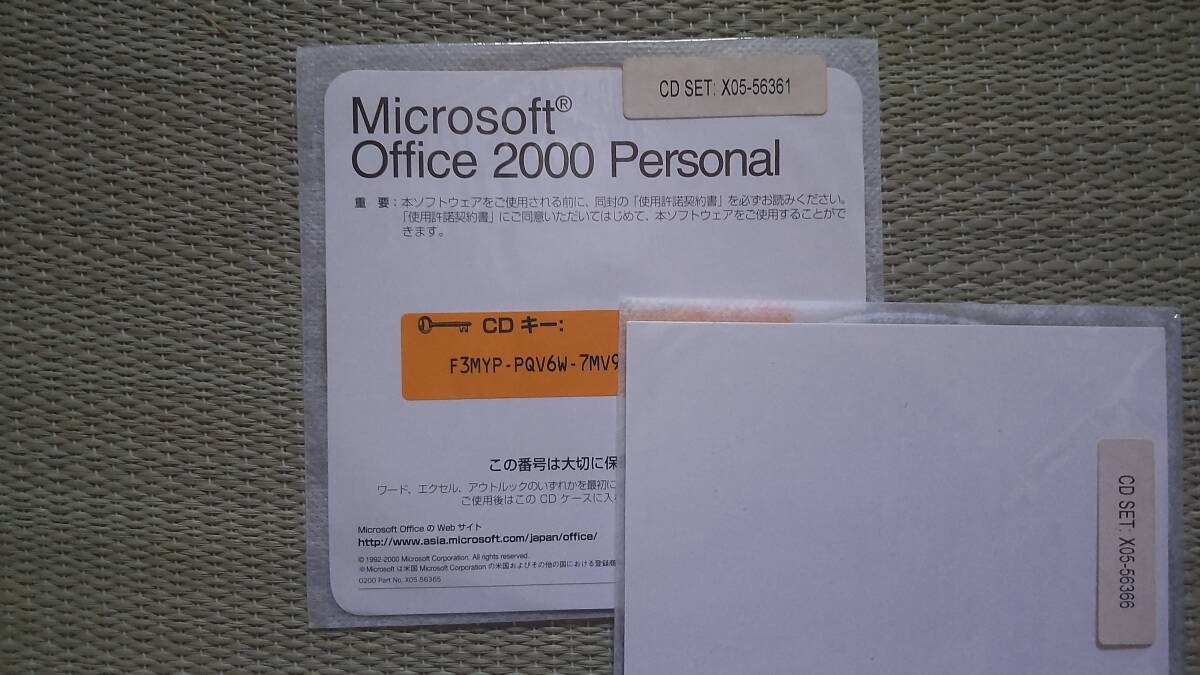 CD SET: X05-56361
Microsoft®
Office 2000 Personal
重 要：本ソフトウェアをご使用される前に、同封の「使用許諾契約書」を必ずお読みください。
「使用許諾契約書」にご同意いただいてはじめて、本ソフトウェアをご使用することがで
きます。
CD キー:
F3MYP-PQV6W-7MV9
この番号は大切に保
ワード、エクセル、アウトルックのいずれかを最初に
ご使用後はこの CD ケースに入
Microsoft Office の Web サイト
http://www.asia.microsoft.com/japan/office/
© 1992-2000 Microsoft Corporation. All rights reserved.
※Microsoft は米国 Microsoft Corporation の米国およびその他の国における登録商
0200 Part No. X05-56365
CD SET: X05-56366